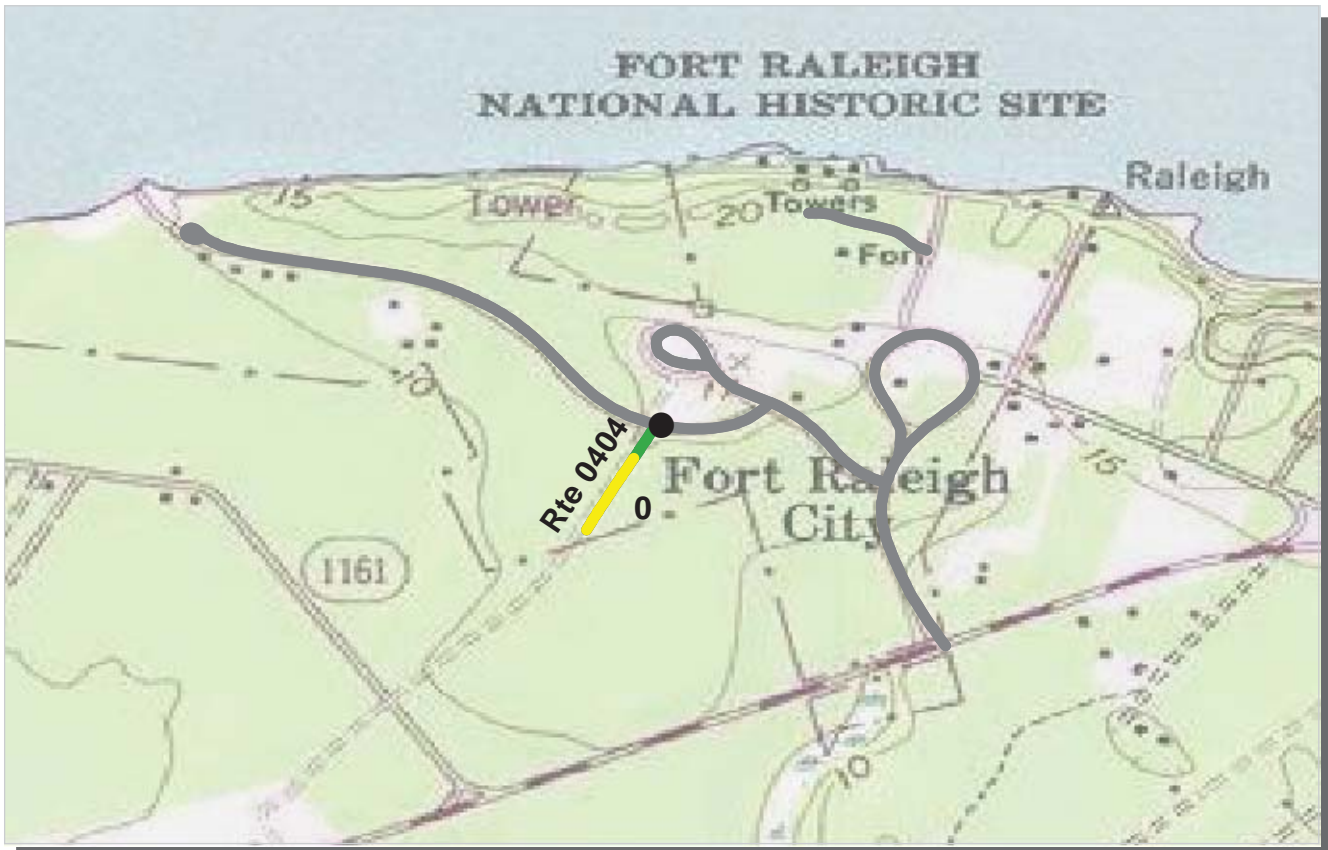 FORT RALEIGH
NATIONAL HISTORIC SITE
Raleigh
15
Tower
20
Towers
Fort
10
Rte 0404
0
Fort Raleigh
City
15
1161
10